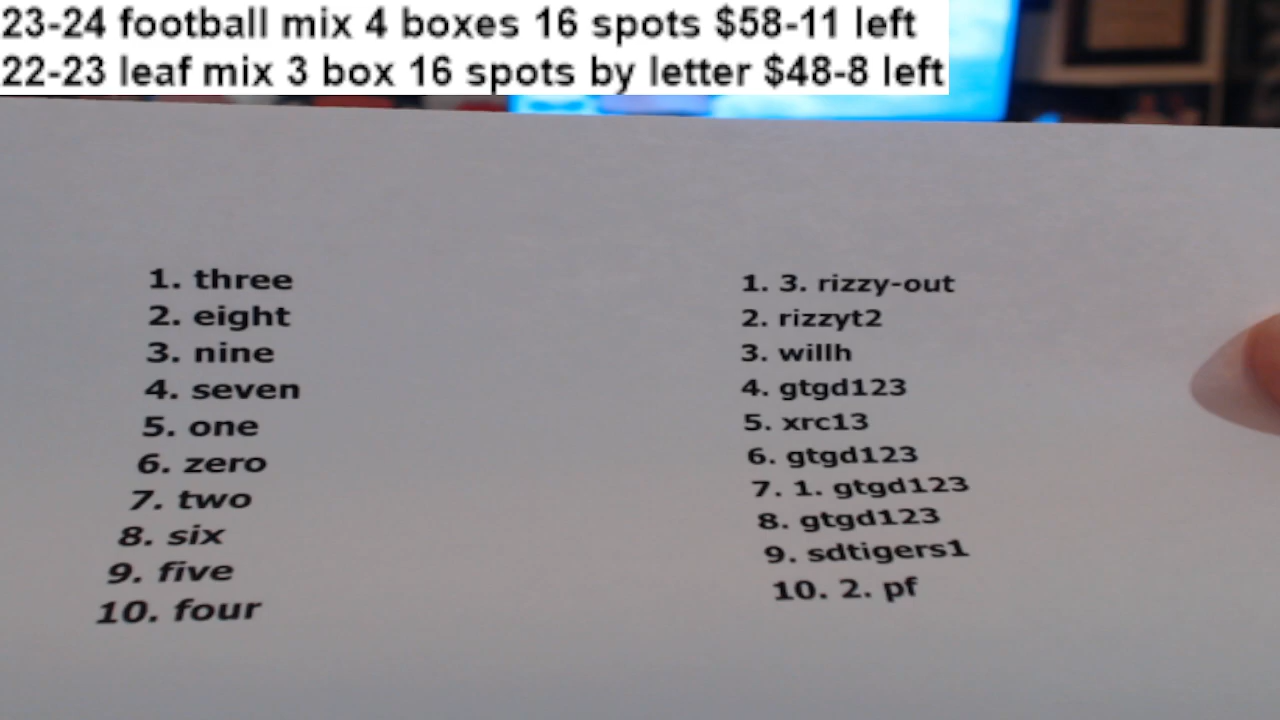 23-24 football mix 4 boxes 16 spots $58-11 left
22-23 leaf mix 3 box 16 spots by letter $48-8 left
1. three
2. eight
3. nine
4. seven
5. one
6. zero
7. two
8. six
9. five
10. four
1. 3. rizzy-out
2. rizzyt2
3. willh
4. gtgd123
5. xrc13
6. gtgd123
7. 1. gtgd123
8. gtgd123
9. sdtigers1
10. 2. pf